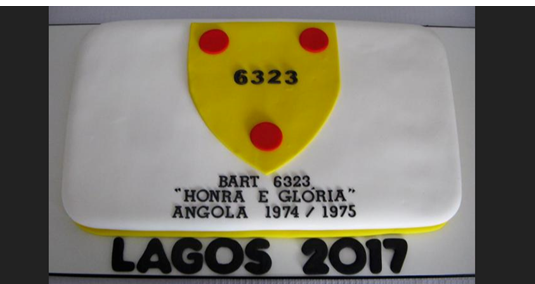 6323
BART 6323
"HONRA E GLÓRIA"
ANGOLA 1974 / 1975
LAGOS 2017